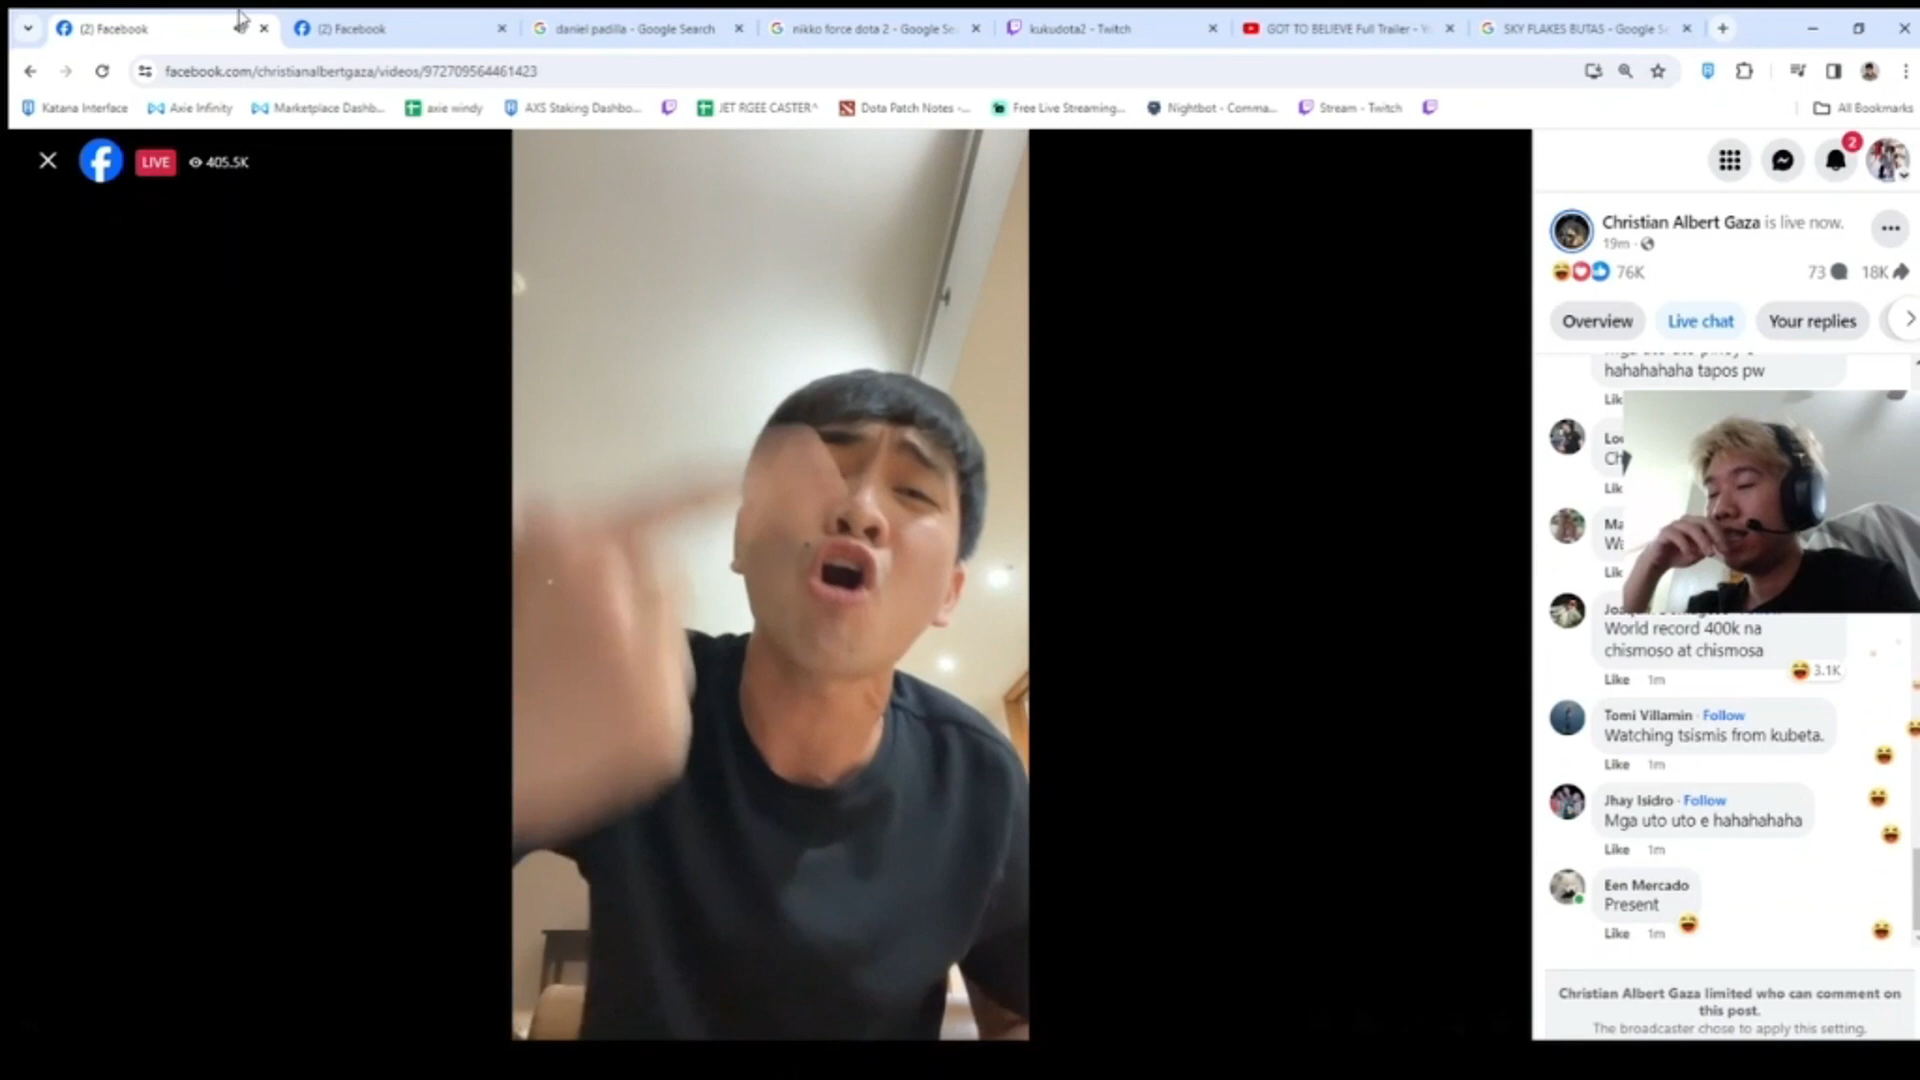 (2) Facebook
(2) Facebook
daniel padilla - Google Search
nikko force dota 2 - Google Se
kukudota2 - Twitch
GOT TO BELIEVE Full Trailer - Y
SKY FLAKES BUTAS - Google S
facebook.com/christianalbertgaza/videos/972709564461423
Katana Interface
Axie Infinity
Marketplace Dashb...
axie windy
AXS Staking Dashbo...
JET RGEE CASTER^
Dota Patch Notes -...
Free Live Streaming...
Nightbot - Comma...
Stream - Twitch
All Bookmarks
LIVE
405.5K
2
Christian Albert Gaza is live now.
19m
76K
73
18K
Overview
Live chat
Your replies
hahahahaha tapos pw
Lik
Lik
Lik
World record 400k na
chismoso at chismosa
3.1K
Like 1m
Tomi Villamin · Follow
Watching tsismis from kubeta.
Like 1m
Jhay Isidro · Follow
Mga uto uto e hahahahaha
Like 1m
Een Mercado
Present
Like 1m
Christian Albert Gaza limited who can comment on
this post.
The broadcaster chose to apply this setting.